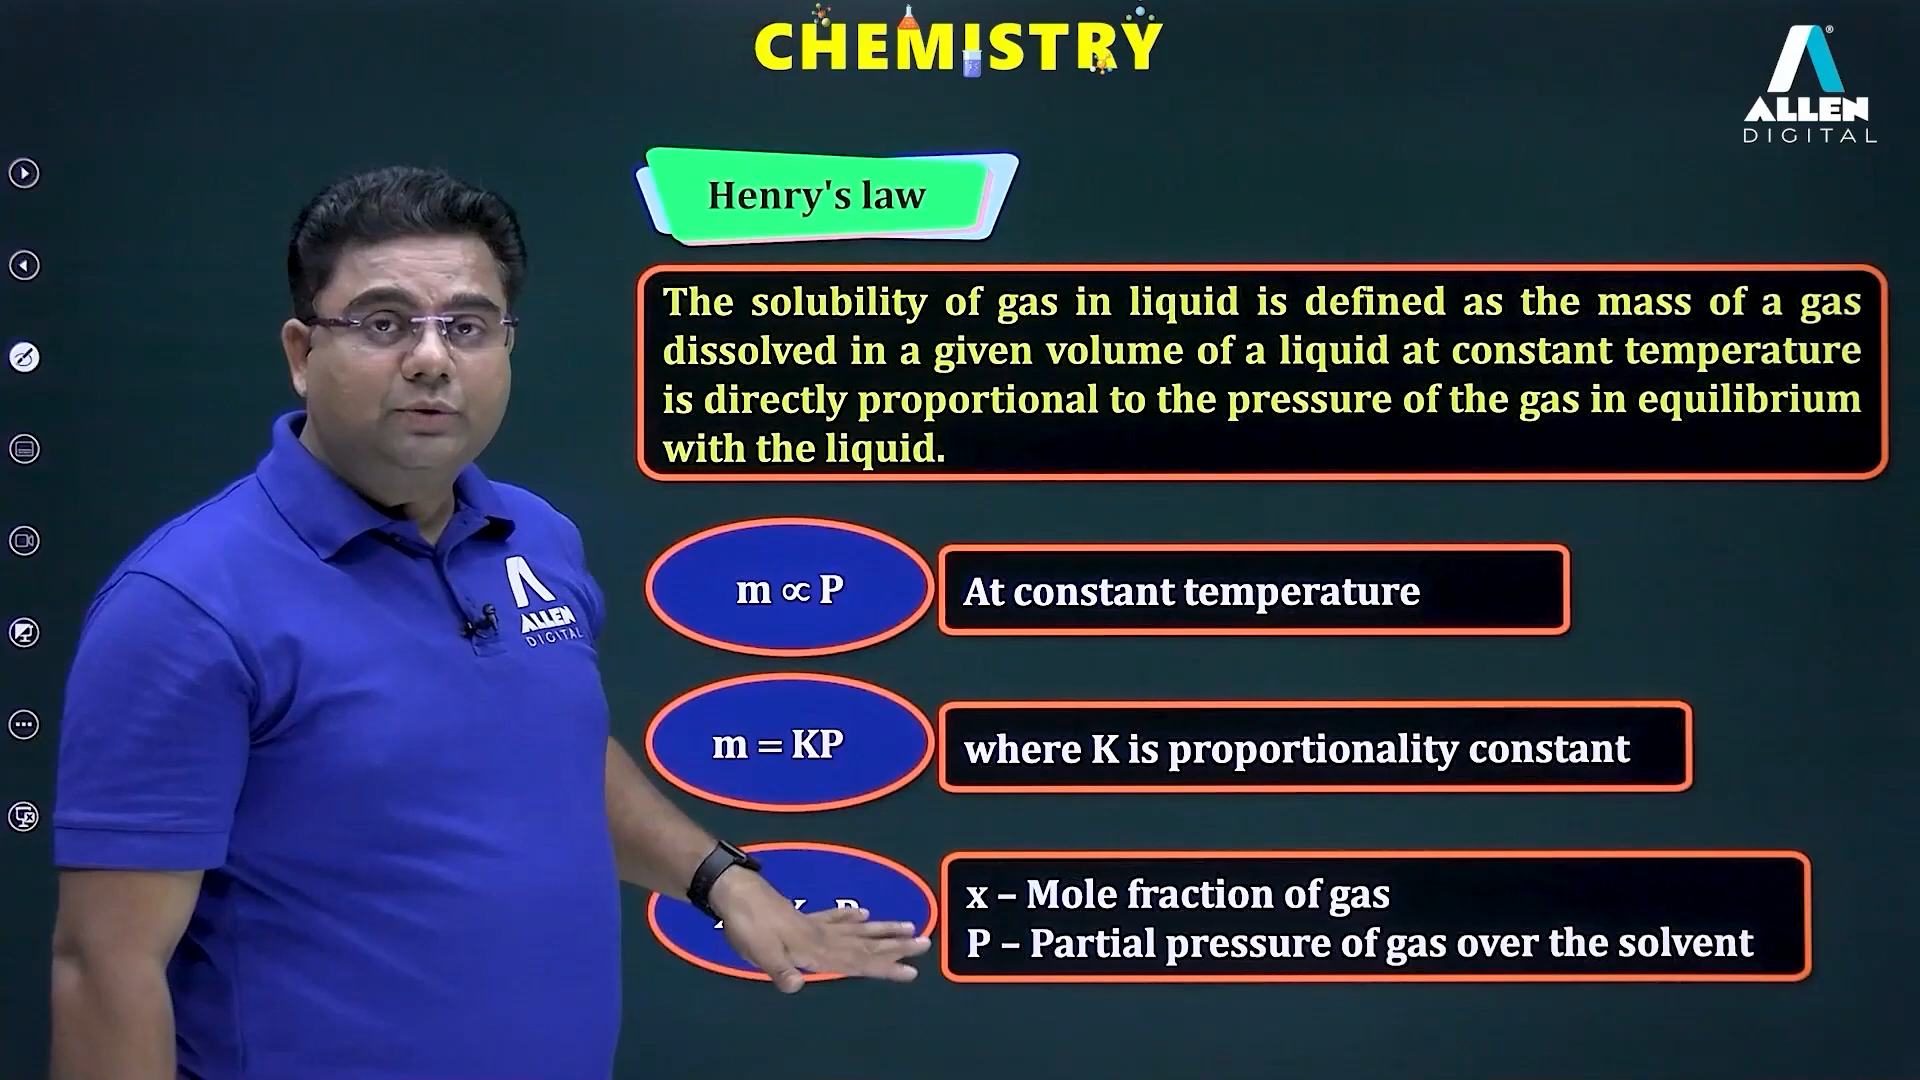 CHEMISTRY
ALLEN
DIGITAL
Henry's law
The solubility of gas in liquid is defined as the mass of a gas
dissolved in a given volume of a liquid at constant temperature
is directly proportional to the pressure of the gas in equilibrium
with the liquid.
m ∝ P
At constant temperature
m = KP
where K is proportionality constant
x – Mole fraction of gas
P – Partial pressure of gas over the solvent
ALLEN
DIGITAL